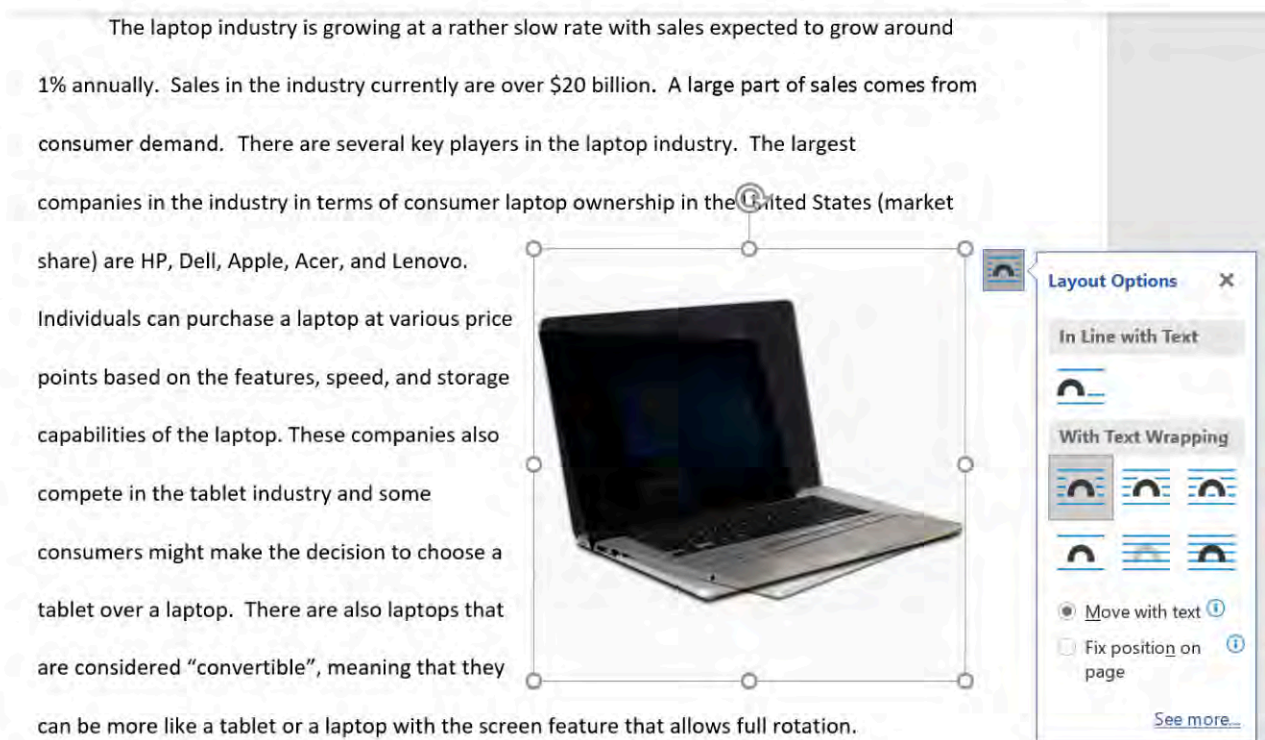 The laptop industry is growing at a rather slow rate with sales expected to grow around
1% annually.  Sales in the industry currently are over $20 billion.  A large part of sales comes from
consumer demand.  There are several key players in the laptop industry.  The largest
companies in the industry in terms of consumer laptop ownership in the United States (market
share) are HP, Dell, Apple, Acer, and Lenovo.
Individuals can purchase a laptop at various price
points based on the features, speed, and storage
capabilities of the laptop. These companies also
compete in the tablet industry and some
consumers might make the decision to choose a
tablet over a laptop.  There are also laptops that
are considered “convertible”, meaning that they
can be more like a tablet or a laptop with the screen feature that allows full rotation.
Layout Options
In Line with Text
With Text Wrapping
Move with text
Fix position on
page
See more...